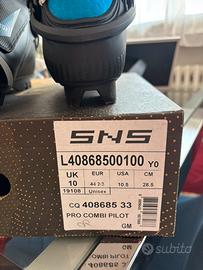 SNS
L40868500100 Y0
UK EUR USA CM
10 44 2/3 10.5 28.5
19108 Unisex
CQ 408685 33
PRO COMBI PILOT
GM
subito